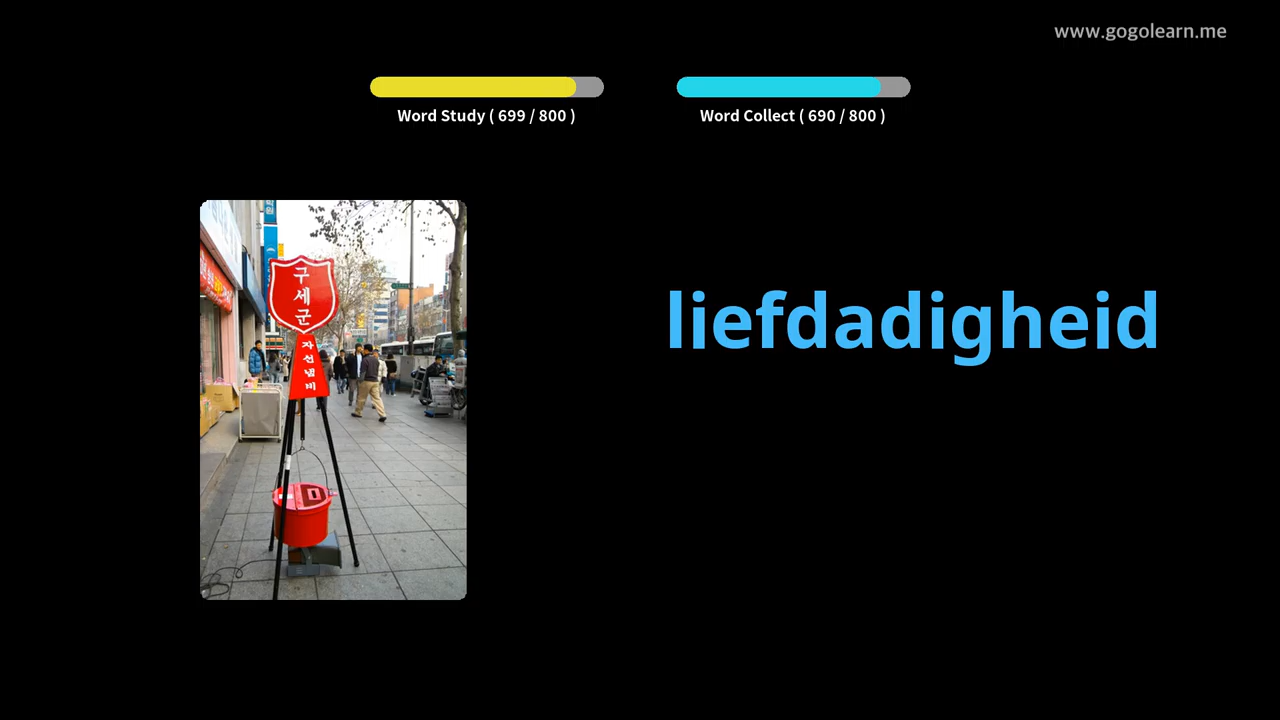 www.gogolearn.me
Word Study ( 699 / 800 )
Word Collect ( 690 / 800 )
구
세
군
자
선
냄
비
liefdadigheid